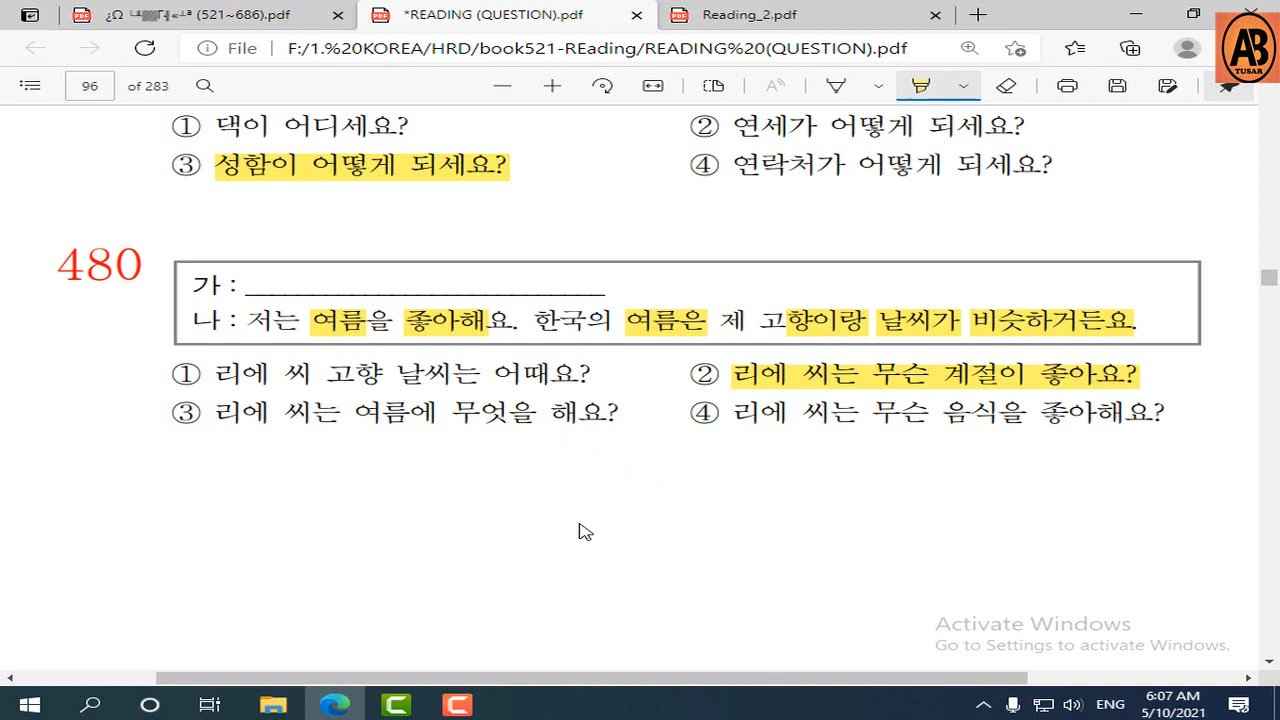 (521~686).pdf
*READING (QUESTION).pdf
Reading_2.pdf
File F:/1.%20KOREA/HRD/book521-REading/READING%20(QUESTION).pdf
AB
TUSAR
96 of 283
① 댁이 어디세요? ② 연세가 어떻게 되세요?
③ 성함이 어떻게 되세요? ④ 연락처가 어떻게 되세요?
480
가 : ___________________________
나 : 저는 여름을 좋아해요. 한국의 여름은 제 고향이랑 날씨가 비슷하거든요.
① 리에 씨 고향 날씨는 어때요? ② 리에 씨는 무슨 계절이 좋아요?
③ 리에 씨는 여름에 무엇을 해요? ④ 리에 씨는 무슨 음식을 좋아해요?
Activate Windows
Go to Settings to activate Windows.
ENG
6:07 AM
5/10/2021